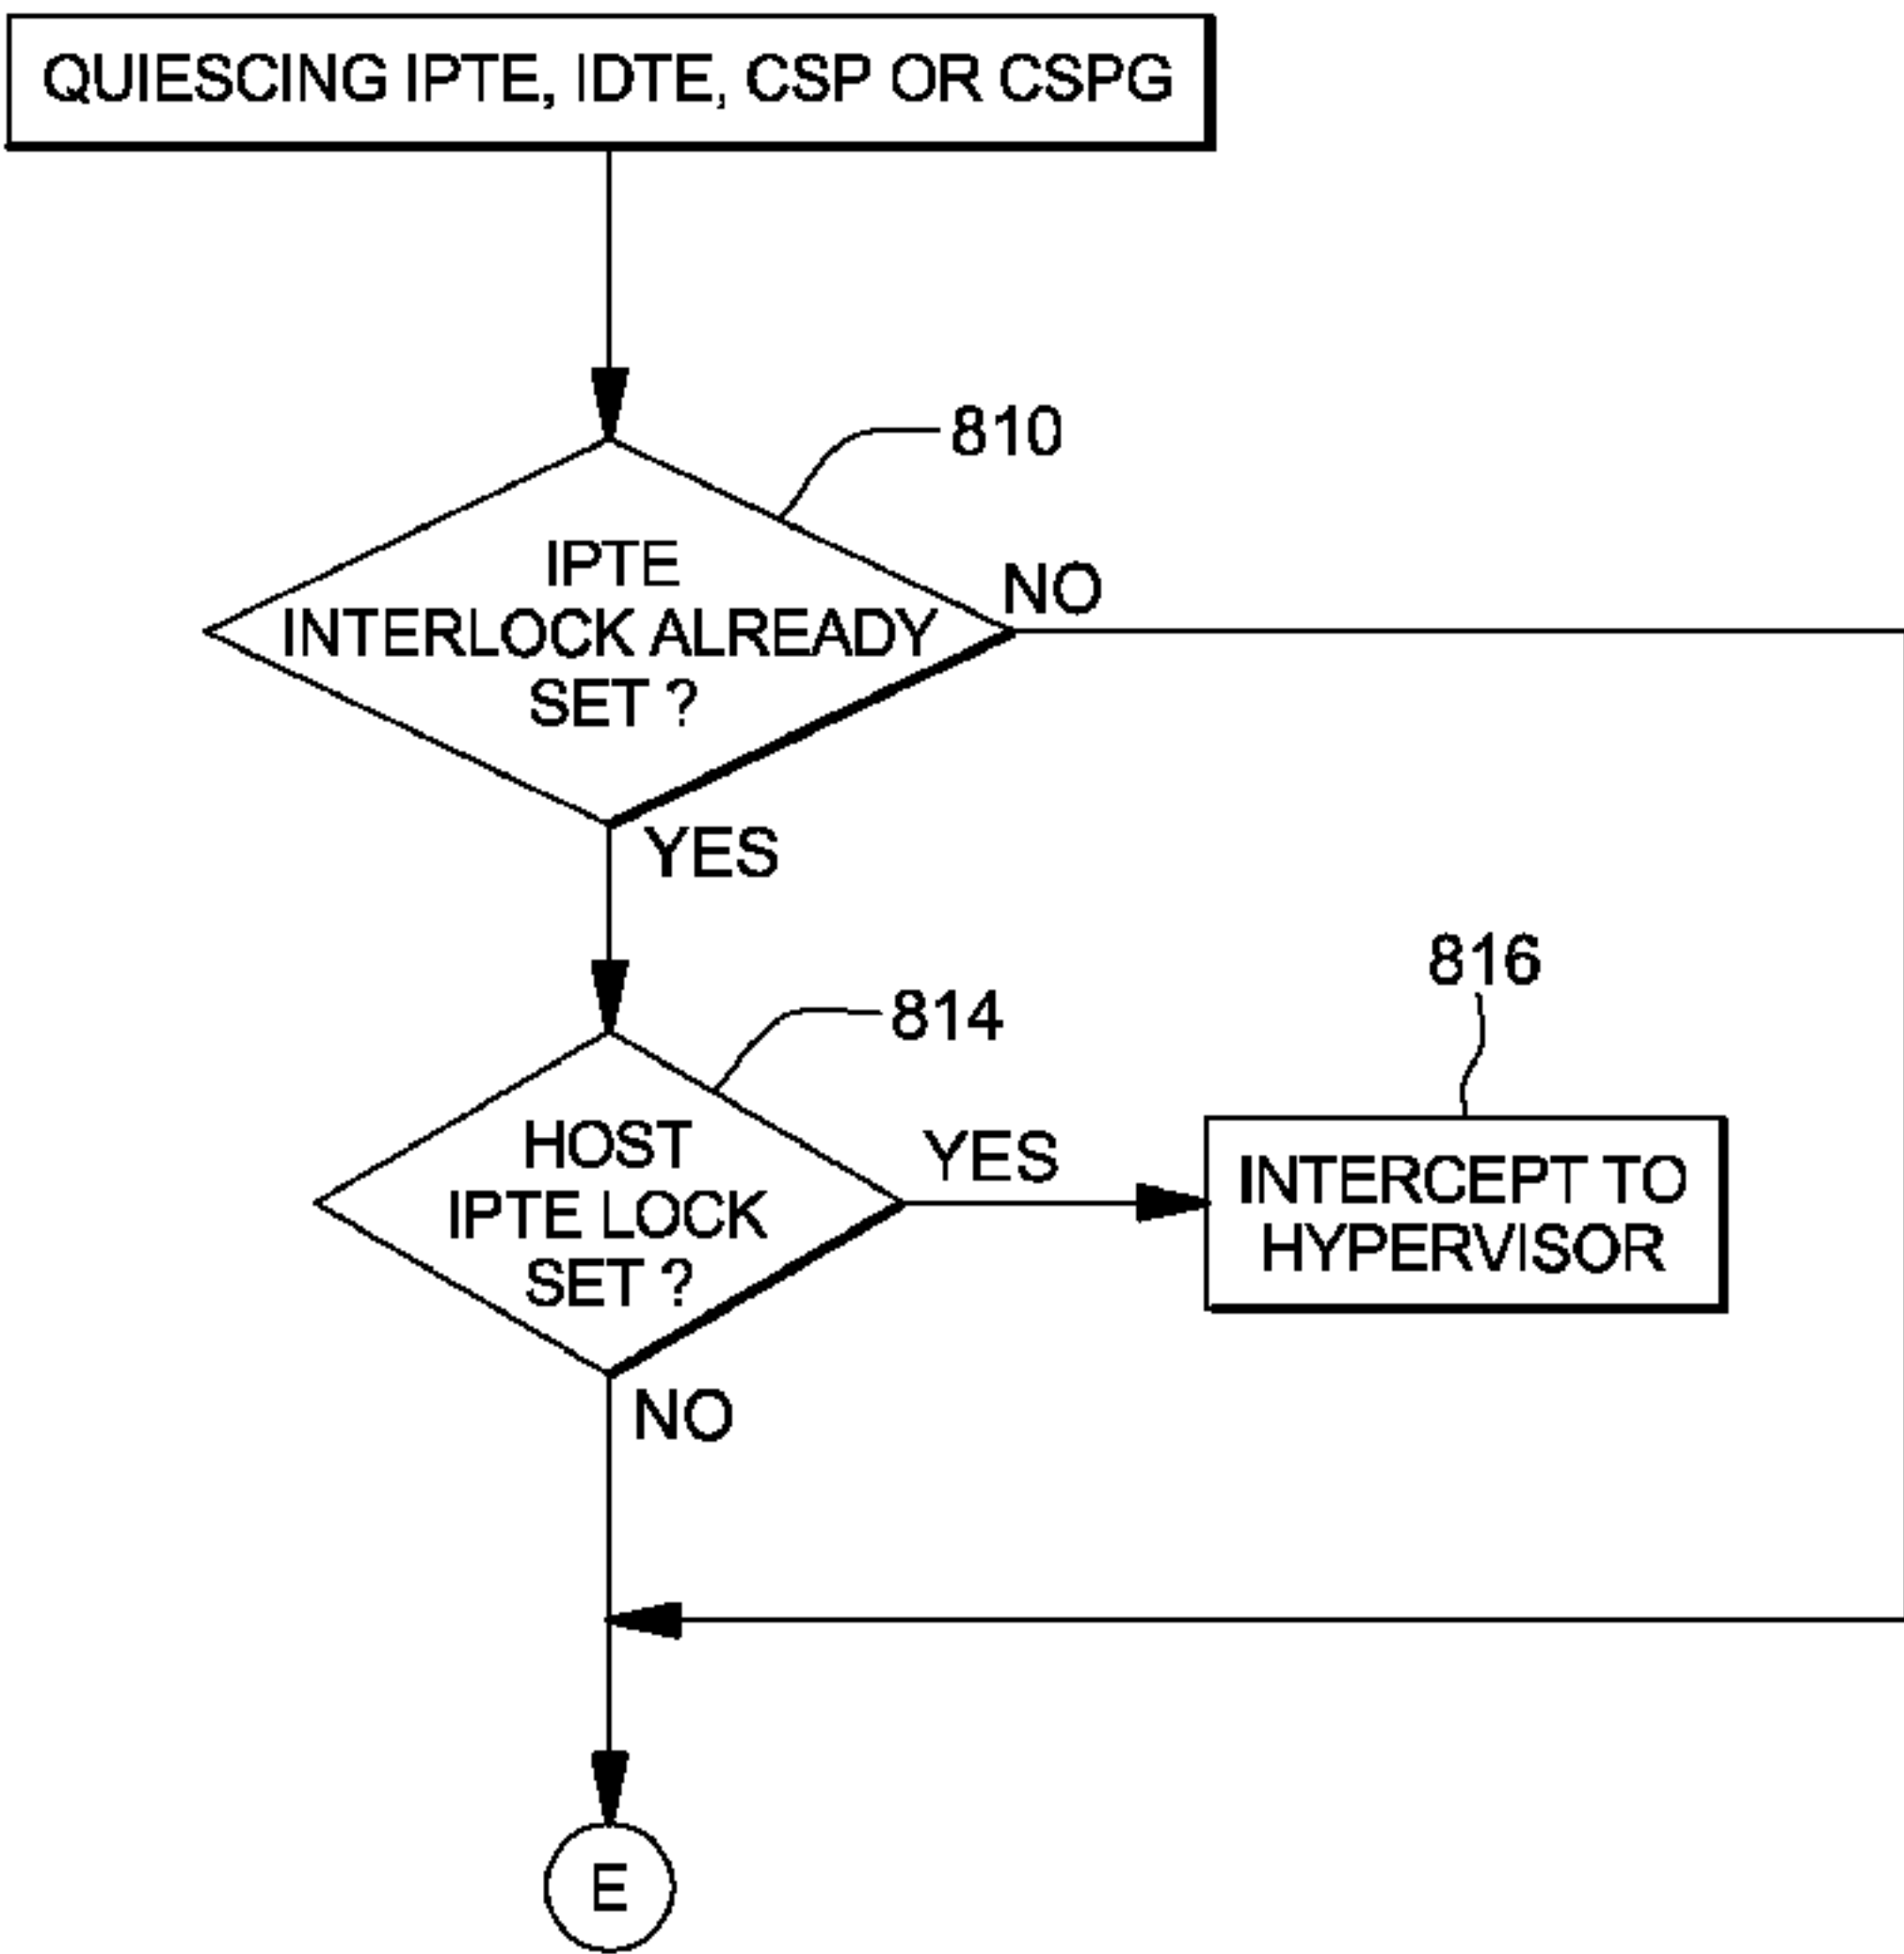 QUIESCING IPTE, IDTE, CSP OR CSPG
810
IPTE
INTERLOCK ALREADY
SET ?
NO
YES
814
HOST
IPTE LOCK
SET ?
YES
816
INTERCEPT TO
HYPERVISOR
NO
E